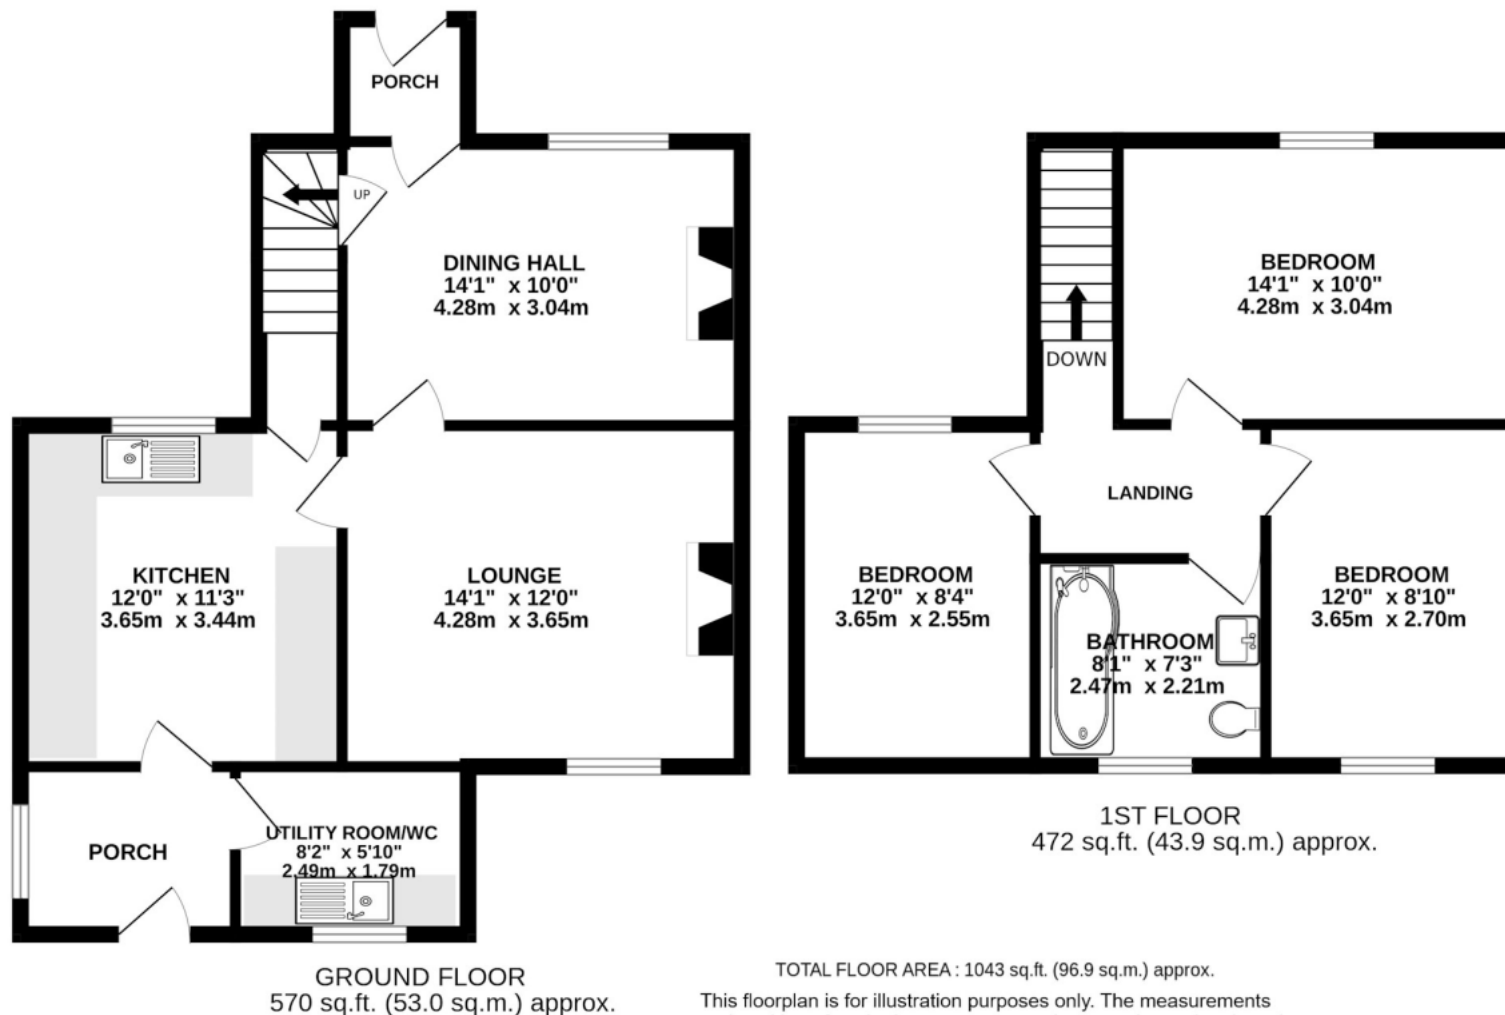 PORCH
UP
DINING HALL
14'1" x 10'0"
4.28m x 3.04m
KITCHEN
12'0" x 11'3"
3.65m x 3.44m
LOUNGE
14'1" x 12'0"
4.28m x 3.65m
PORCH
UTILITY ROOM/WC
8'2" x 5'10"
2.49m x 1.79m
GROUND FLOOR
570 sq.ft. (53.0 sq.m.) approx.
BEDROOM
14'1" x 10'0"
4.28m x 3.04m
DOWN
LANDING
BEDROOM
12'0" x 8'4"
3.65m x 2.55m
BATHROOM
8'1" x 7'3"
2.47m x 2.21m
BEDROOM
12'0" x 8'10"
3.65m x 2.70m
1ST FLOOR
472 sq.ft. (43.9 sq.m.) approx.
TOTAL FLOOR AREA : 1043 sq.ft. (96.9 sq.m.) approx.
This floorplan is for illustration purposes only. The measurements